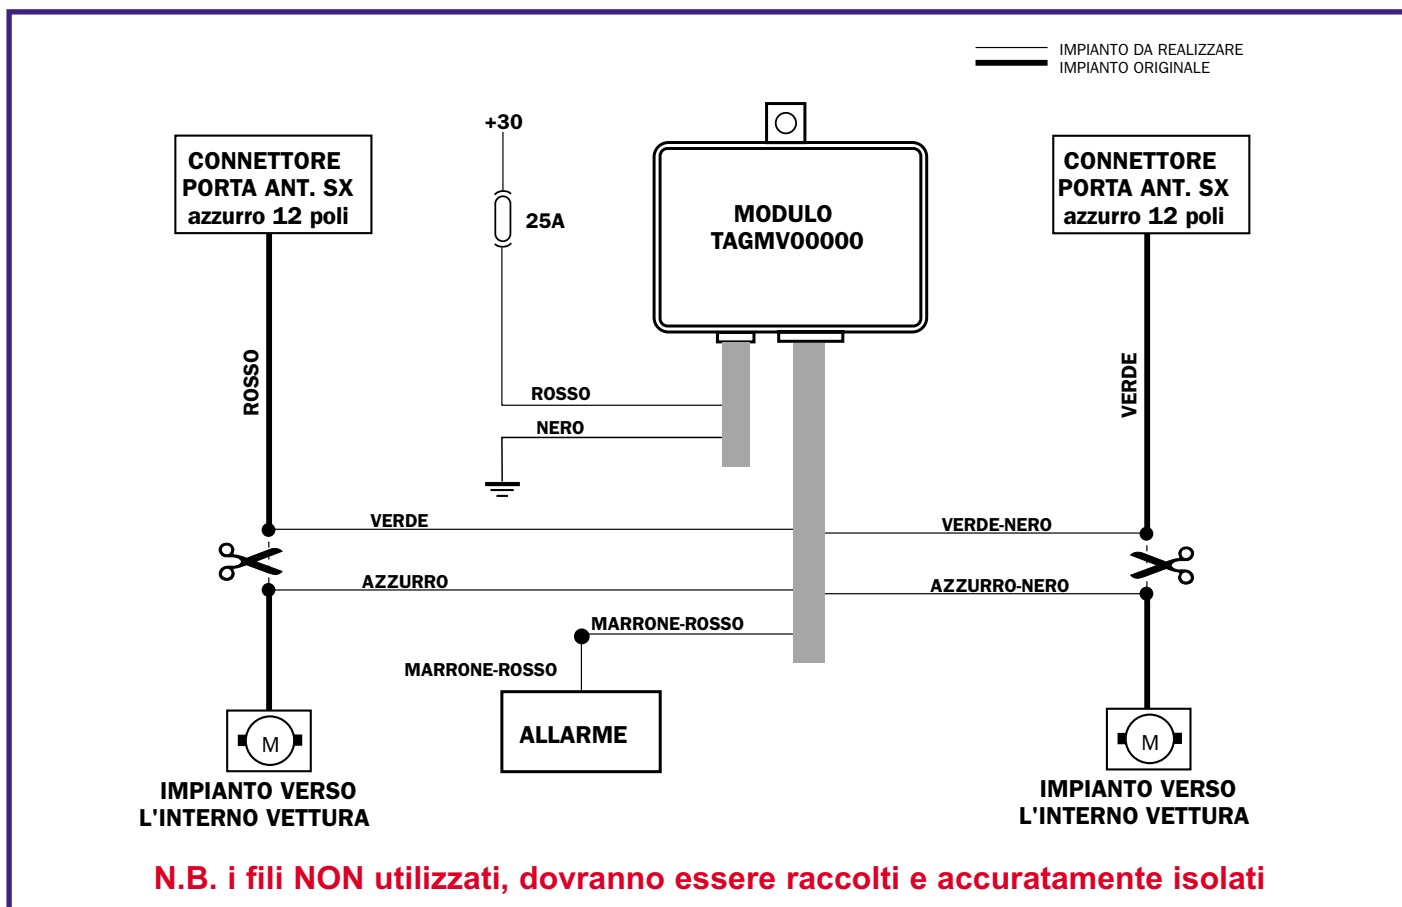 IMPIANTO DA REALIZZARE
IMPIANTO ORIGINALE
CONNETTORE
PORTA ANT. SX
azzurro 12 poli
+30
25A
MODULO
TAGMV00000
CONNETTORE
PORTA ANT. SX
azzurro 12 poli
ROSSO
VERDE
ROSSO
NERO
VERDE
VERDE-NERO
AZZURRO
AZZURRO-NERO
MARRONE-ROSSO
MARRONE-ROSSO
ALLARME
M
IMPIANTO VERSO
L'INTERNO VETTURA
M
IMPIANTO VERSO
L'INTERNO VETTURA
N.B. i fili NON utilizzati, dovranno essere raccolti e accuratamente isolati